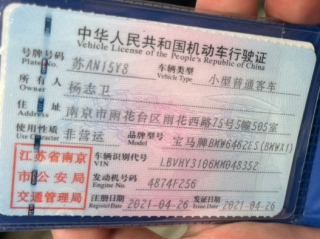 中华人民共和国机动车行驶证
Vehicle License of the People's Republic of China
号牌号码 苏AN15Y8 车辆类型 小型普通客车
Plate No. Vehicle Type
所有人 杨志卫
Owner
住址 南京市雨花台区雨花西路75号5幢505室
Address
使用性质 非营运 品牌型号 宝马牌BMW6462ES(BMWX1)
Use Character Model
江苏省南京市公安局交通管理局
车辆识别代号
VIN LBVHY3106MM048352
发动机号码
Engine No. 4874F256
注册日期 2021-04-26 发证日期 2021-04-26
Register Date Issue Date